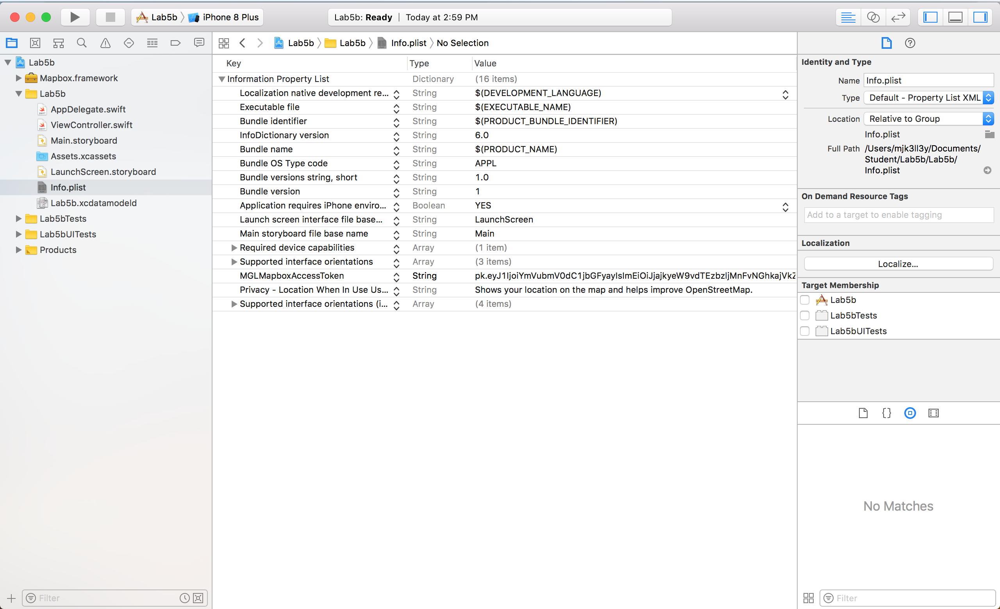 Lab5b iPhone 8 Plus
Lab5b: Ready Today at 2:59 PM
Lab5b Lab5b Info.plist No Selection
Lab5b
Mapbox.framework
Lab5b
AppDelegate.swift
ViewController.swift
Main.storyboard
Assets.xcassets
LaunchScreen.storyboard
Info.plist
Lab5b.xcdatamodeld
Lab5bTests
Lab5bUITests
Products
Filter
Key Type Value
Information Property List Dictionary (16 items)
Localization native development re... String $(DEVELOPMENT_LANGUAGE)
Executable file String $(EXECUTABLE_NAME)
Bundle identifier String $(PRODUCT_BUNDLE_IDENTIFIER)
InfoDictionary version String 6.0
Bundle name String $(PRODUCT_NAME)
Bundle OS Type code String APPL
Bundle versions string, short String 1.0
Bundle version String 1
Application requires iPhone enviro... Boolean YES
Launch screen interface file base... String LaunchScreen
Main storyboard file base name String Main
Required device capabilities Array (1 item)
Supported interface orientations Array (3 items)
MGLMapboxAccessToken String
Privacy - Location When In Use Us... String Shows your location on the map and helps improve OpenStreetMap.
Supported interface orientations (i... Array (4 items)
Identity and Type
Name Info.plist
Type Default - Property List XML
Location Relative to Group
Info.plist
Full Path /Users/mjk3ll3y/Documents/
Student/Lab5b/Lab5b/
Info.plist
On Demand Resource Tags
Add to a target to enable tagging
Localization
Localize...
Target Membership
Lab5b
Lab5bTests
Lab5bUITests
No Matches
Filter